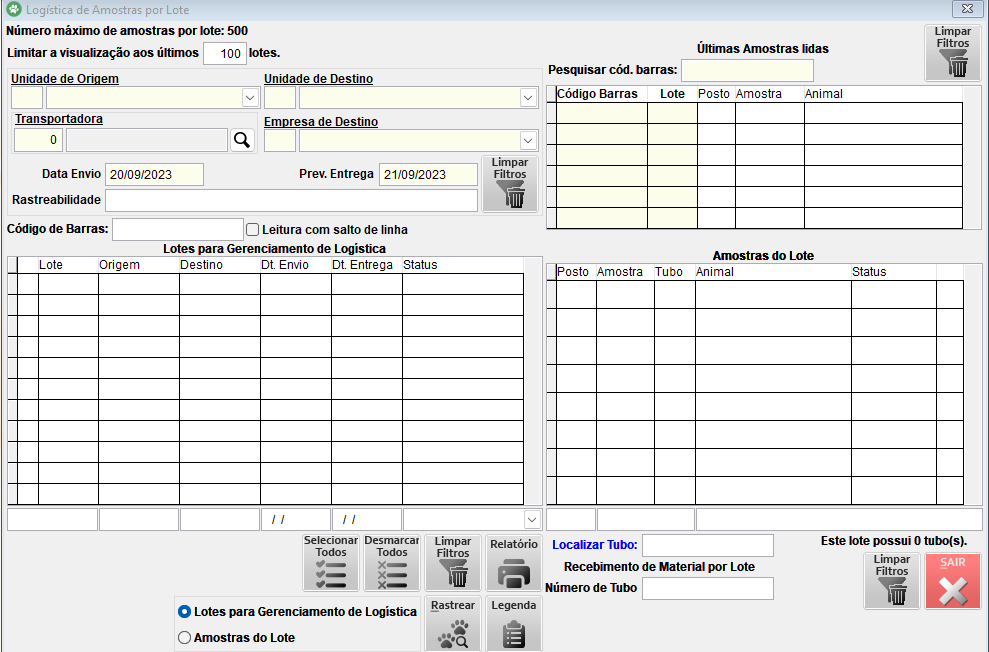 Logística de Amostras por Lote
Número máximo de amostras por lote: 500
Limitar a visualização aos últimos 100 lotes.
Unidade de Origem
Unidade de Destino
Transportadora
0
Empresa de Destino
Data Envio 20/09/2023
Prev. Entrega 21/09/2023
Limpar
Filtros
Rastreabilidade
Código de Barras:
Leitura com salto de linha
Últimas Amostras lidas
Limpar
Filtros
Pesquisar cód. barras:
Código Barras Lote Posto Amostra Animal
Lotes para Gerenciamento de Logística
Lote Origem Destino Dt. Envio Dt. Entrega Status
/ / / /
Amostras do Lote
Posto Amostra Tubo Animal Status
Selecionar
Todos
Desmarcar
Todos
Limpar
Filtros
Relatório
Lotes para Gerenciamento de Logística
Amostras do Lote
Rastrear
Legenda
Localizar Tubo:
Este lote possui 0 tubo(s).
Recebimento de Material por Lote
Número de Tubo
Limpar
Filtros
SAIR